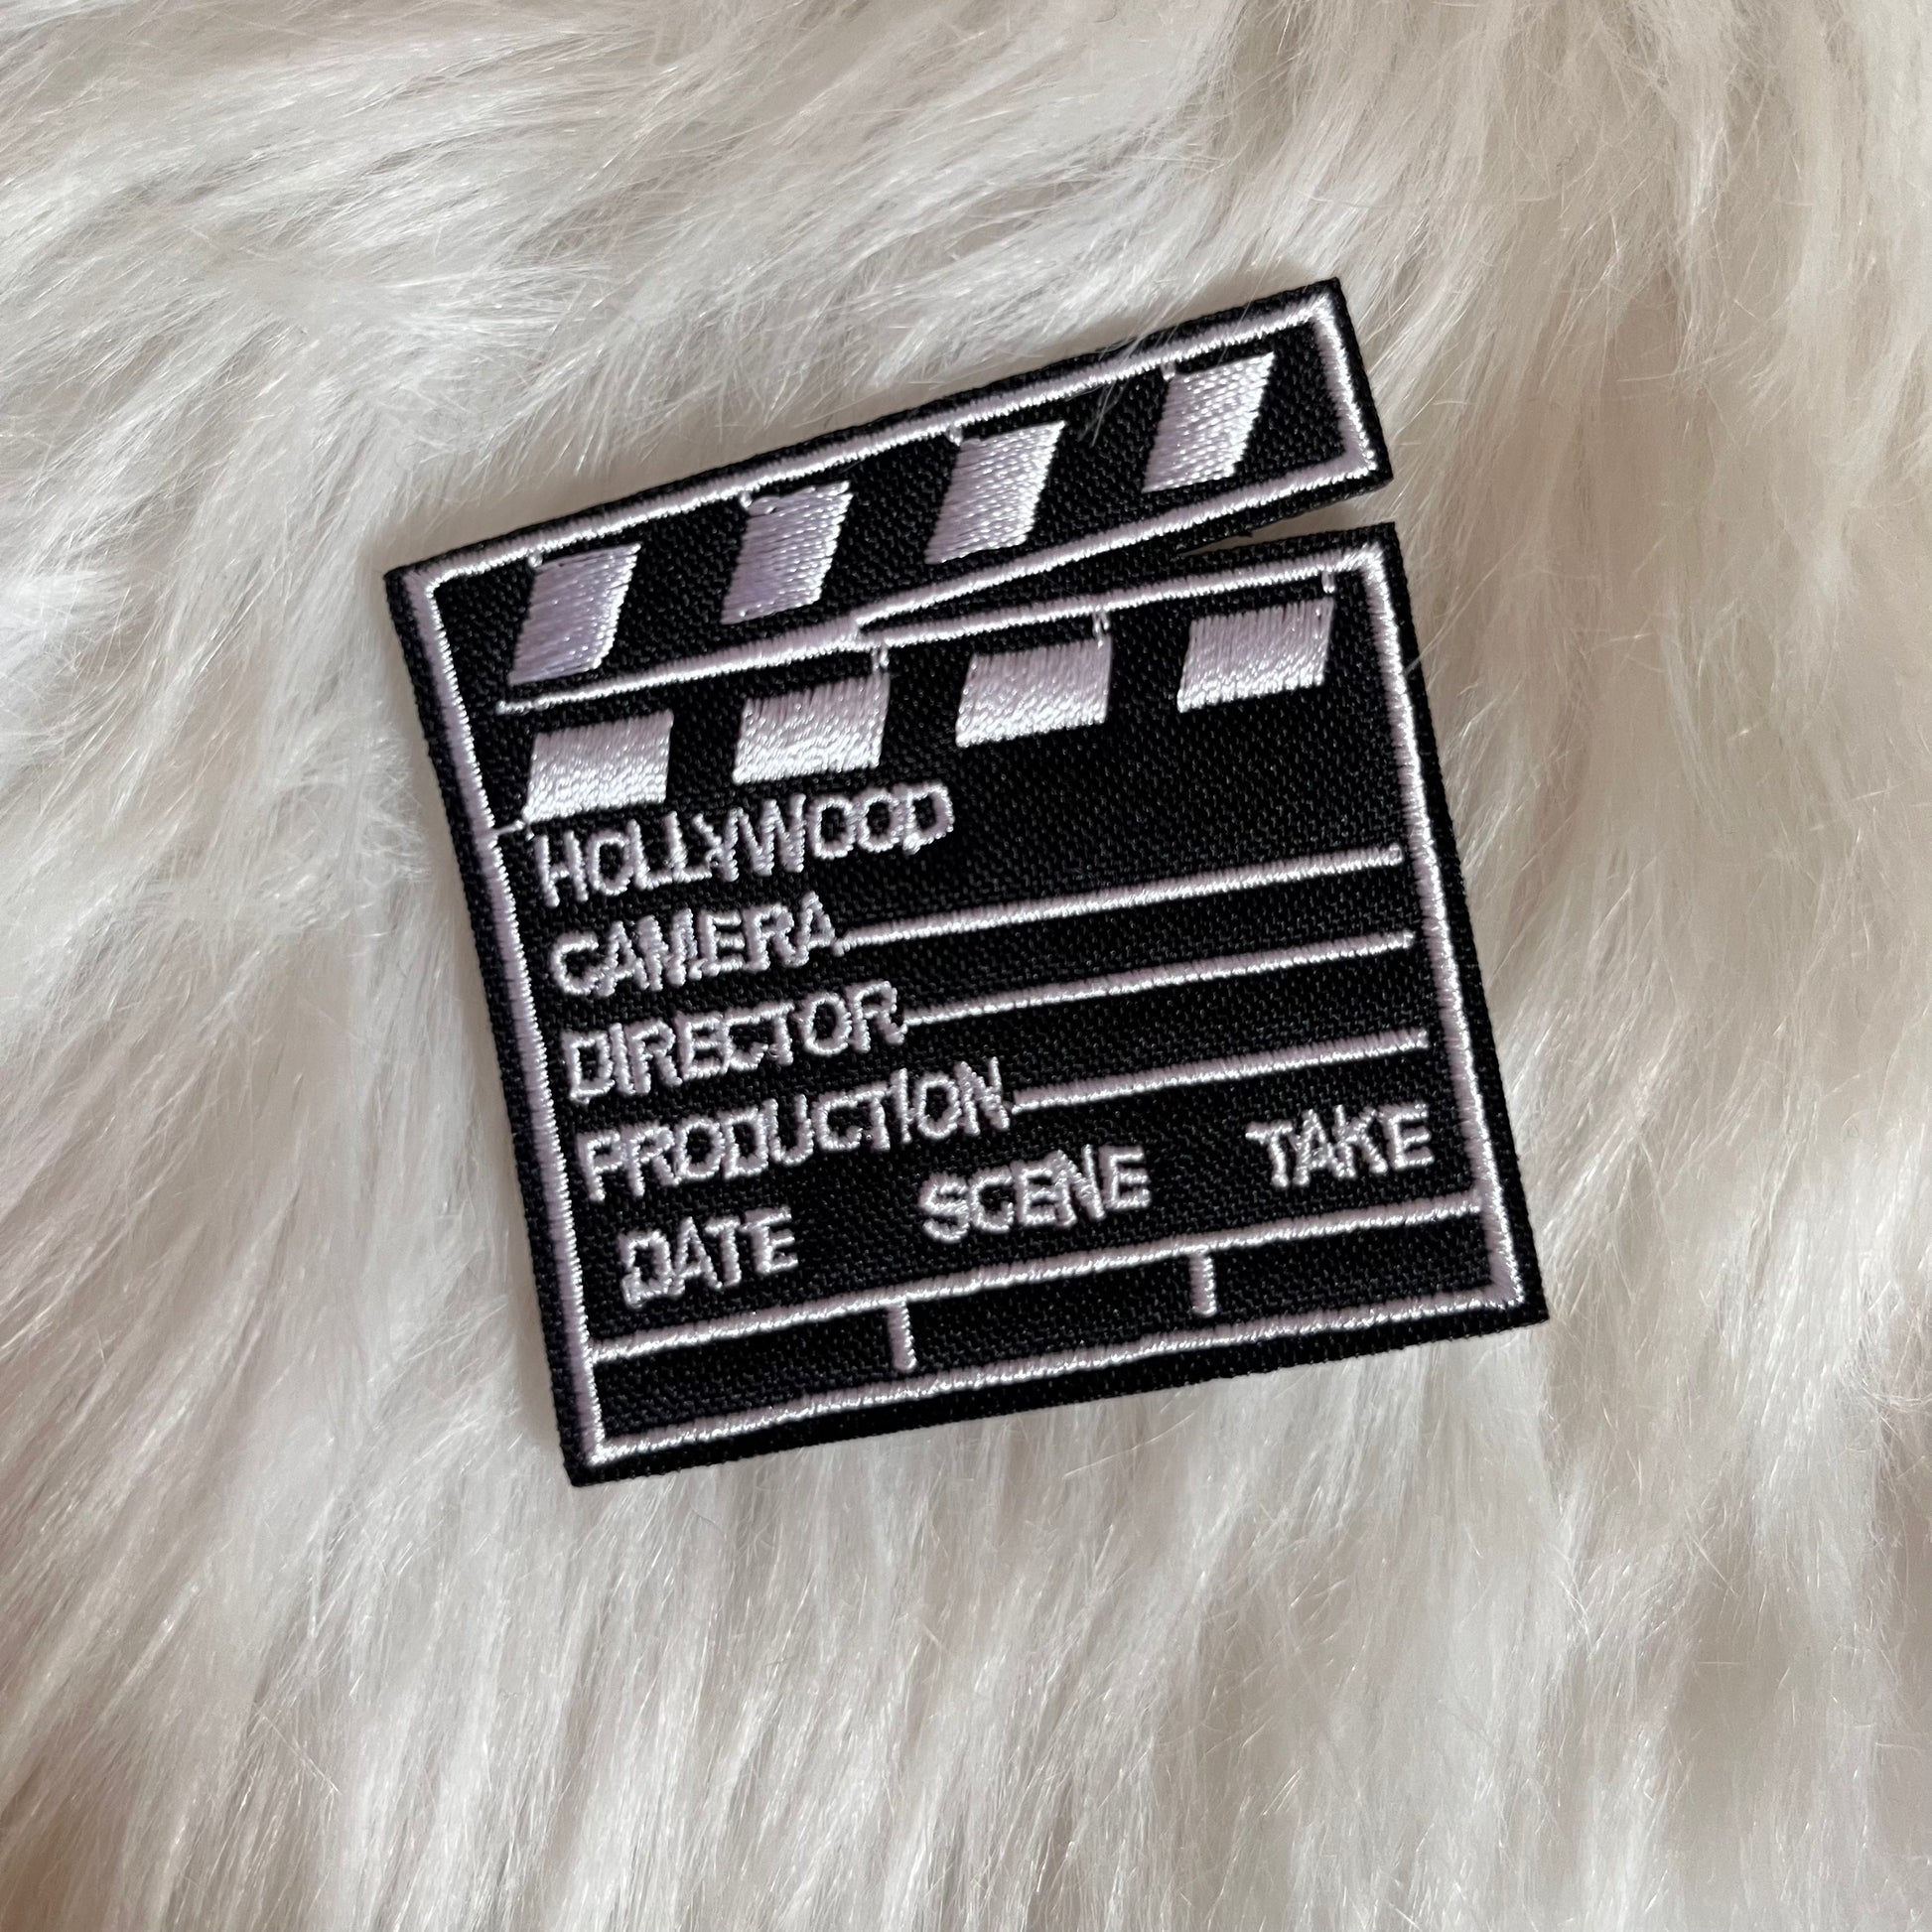 HOLLYWOOD
CAMERA
DIRECTOR
PRODUCTION
DATE SCENE TAKE